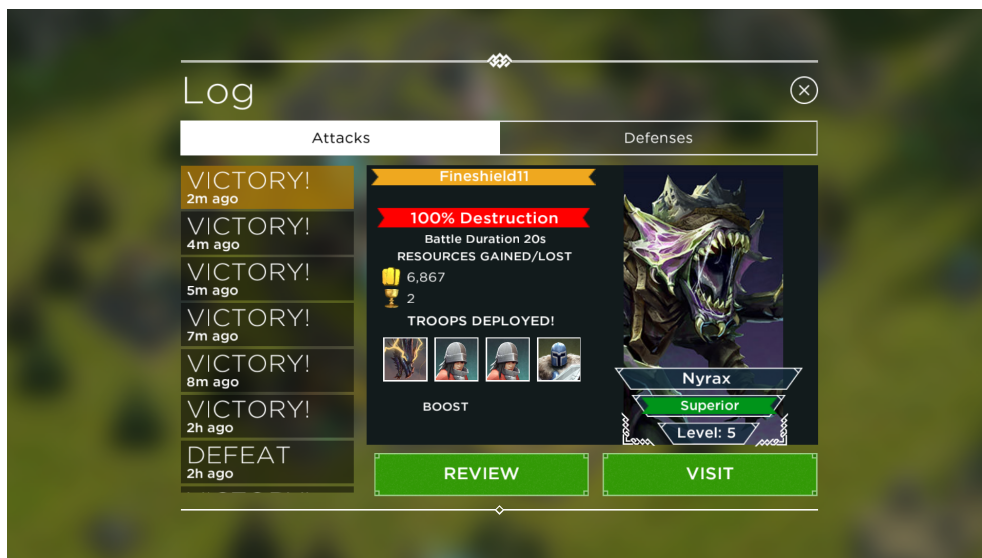 Log
Attacks
Defenses
VICTORY!
2m ago
VICTORY!
4m ago
VICTORY!
5m ago
VICTORY!
7m ago
VICTORY!
8m ago
VICTORY!
2h ago
DEFEAT
2h ago
Fineshield11
100% Destruction
Battle Duration 20s
RESOURCES GAINED/LOST
6,867
2
TROOPS DEPLOYED!
BOOST
Nyrax
Superior
Level: 5
REVIEW
VISIT